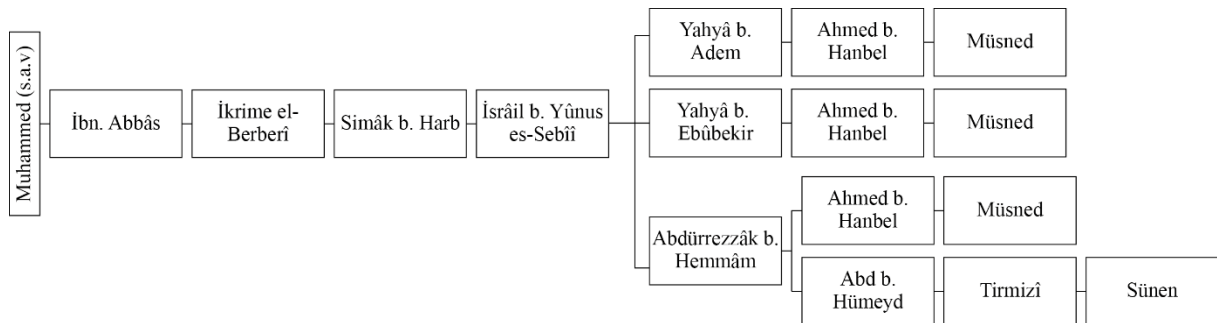 Muhammed (s.a.v)
İbn. Abbâs
İkrime el-
Berberî
Simâk b. Harb
İsrâil b. Yûnus
es-Sebîî
Yahyâ b.
Adem
Ahmed b.
Hanbel
Müsned
Yahyâ b.
Ebûbekir
Ahmed b.
Hanbel
Müsned
Abdürrezzâk b.
Hemmâm
Ahmed b.
Hanbel
Müsned
Abd b.
Hümeyd
Tirmizî
Sünen